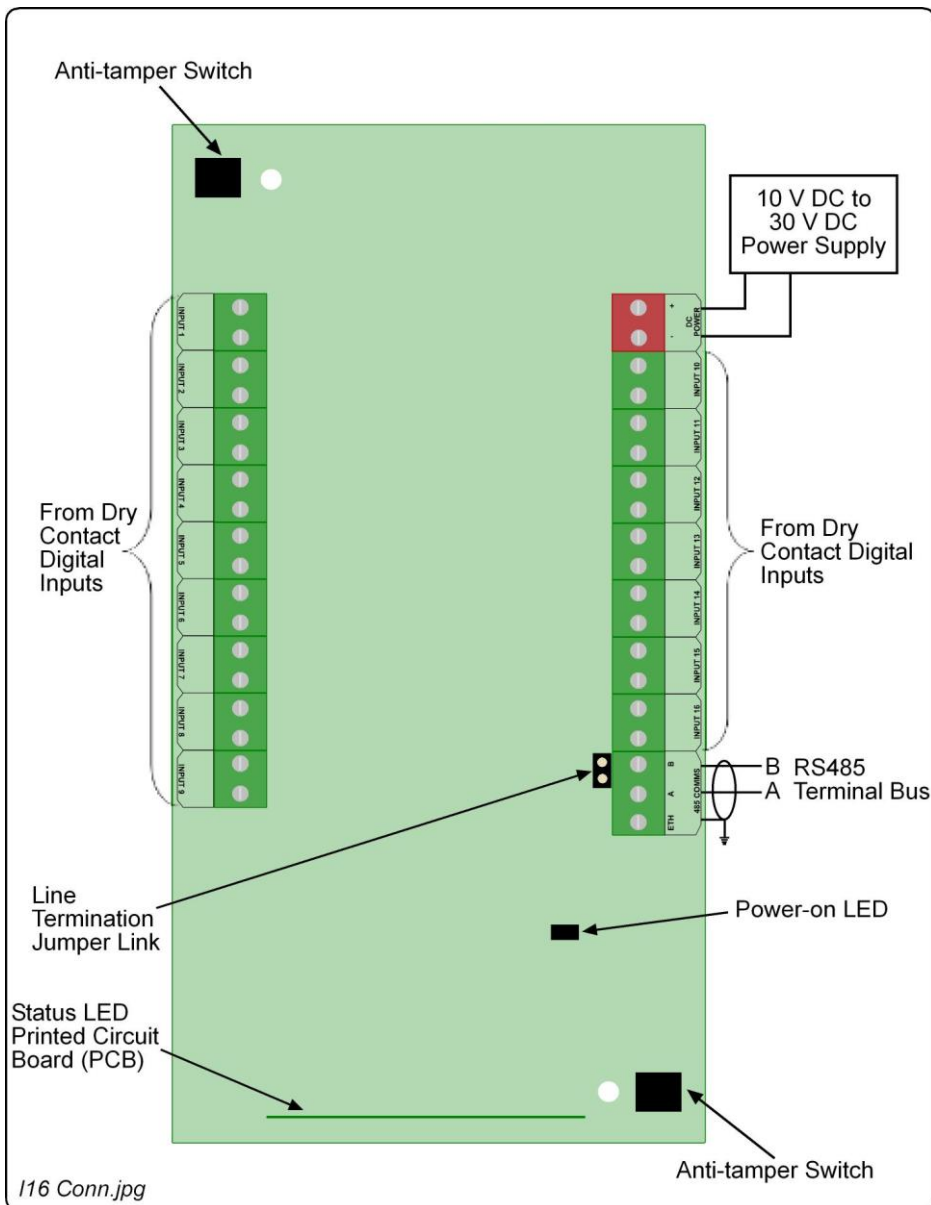 Anti-tamper Switch
10 V DC to
30 V DC
Power Supply
INPUT 1
INPUT 2
INPUT 3
INPUT 4
INPUT 5
INPUT 6
INPUT 7
INPUT 8
INPUT 9
From Dry
Contact
Digital
Inputs
+
-
DC
POWER
INPUT 10
INPUT 11
INPUT 12
INPUT 13
INPUT 14
INPUT 15
INPUT 16
From Dry
Contact Digital
Inputs
B
A
ETH
485 COMMS
B RS485
A Terminal Bus
Line
Termination
Jumper Link
Power-on LED
Status LED
Printed Circuit
Board (PCB)
Anti-tamper Switch
I16 Conn.jpg